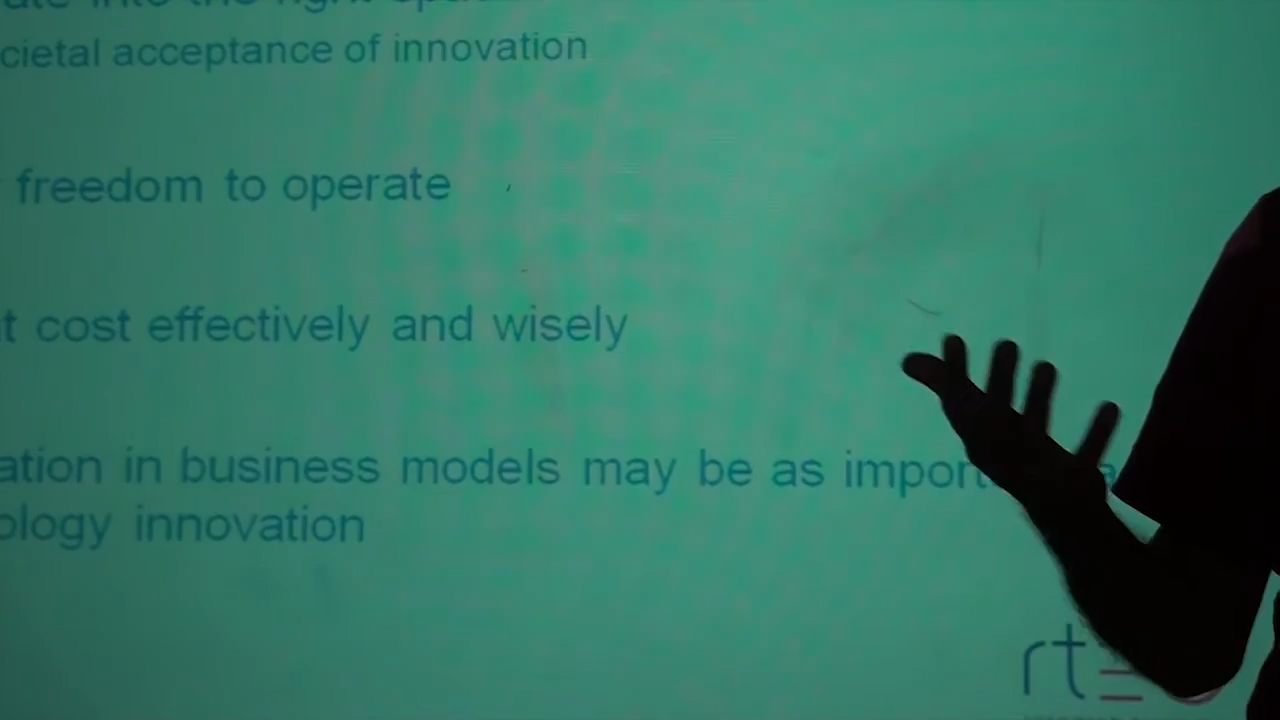 cietal acceptance of innovation
freedom to operate
t cost effectively and wisely
ation in business models may be as import
ology innovation
rte